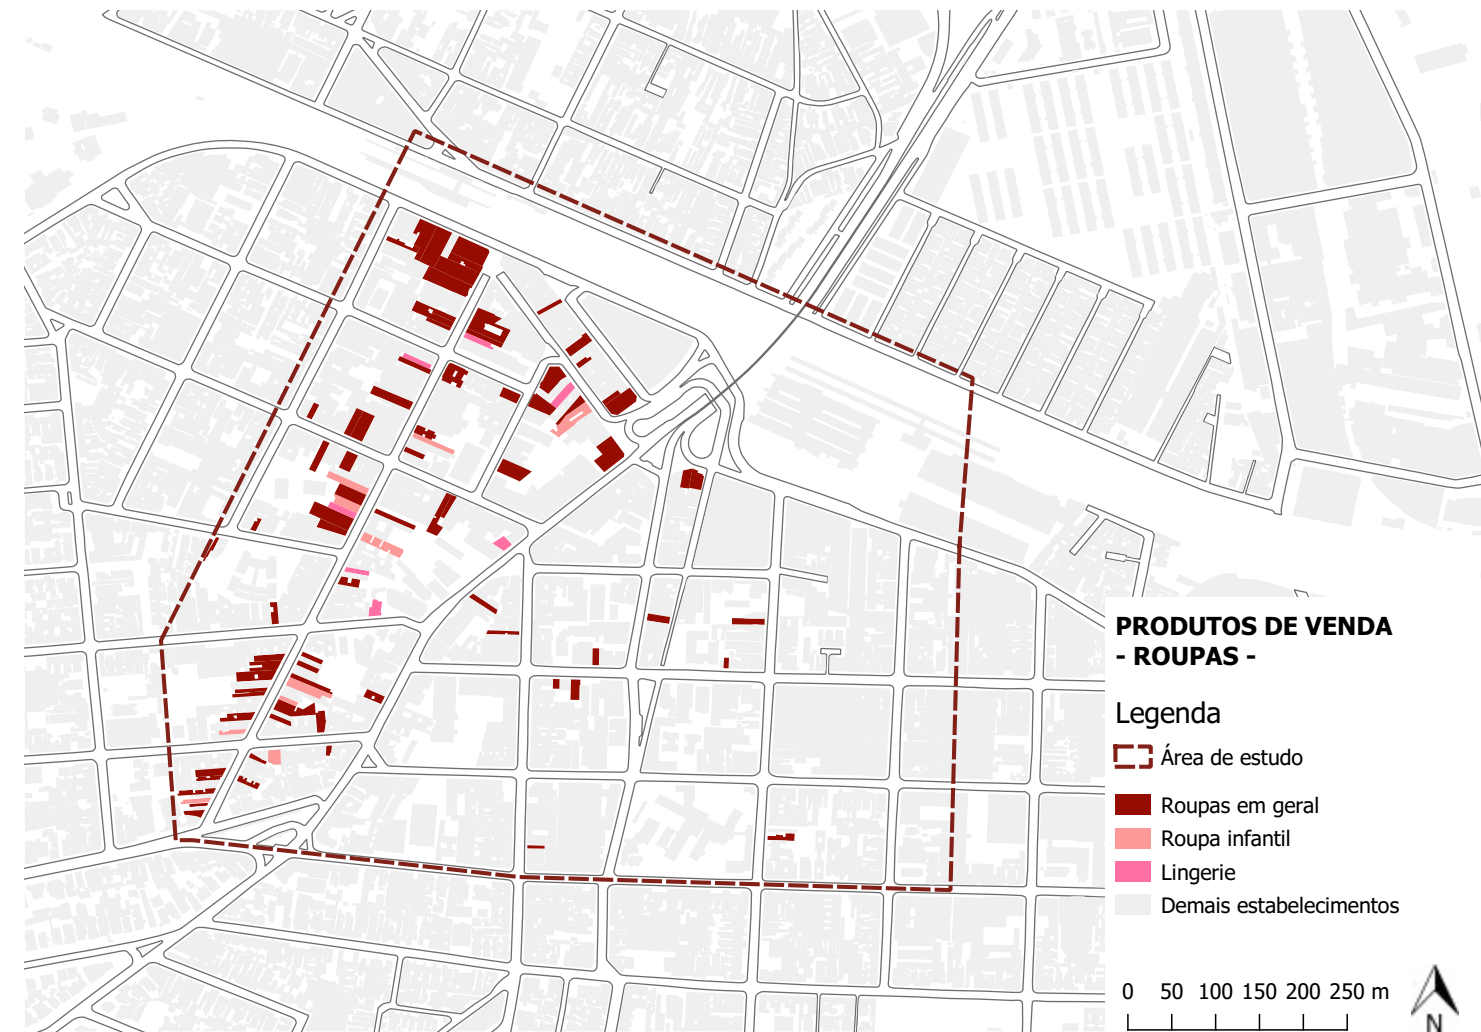 PRODUTOS DE VENDA
- ROUPAS -
Legenda
Área de estudo
Roupas em geral
Roupa infantil
Lingerie
Demais estabelecimentos
0 50 100 150 200 250 m
N